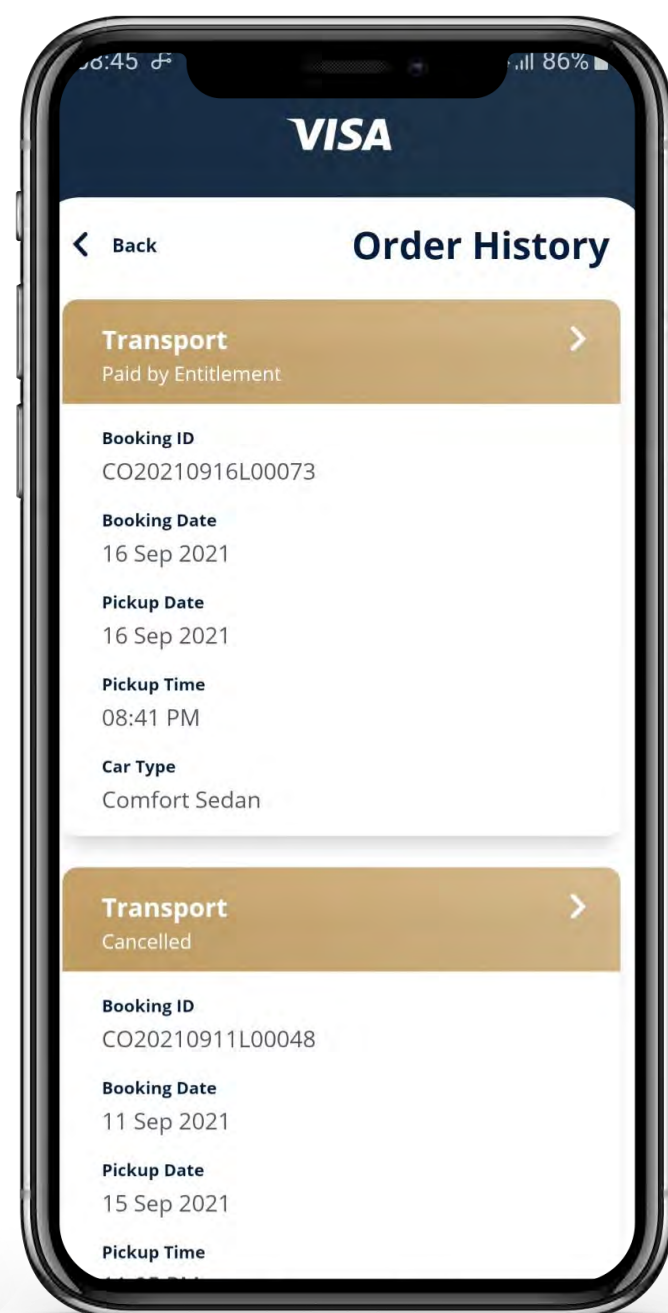 :45
86%
VISA
Back
Order History
Transport
Paid by Entitlement
Booking ID
CO20210916L00073
Booking Date
16 Sep 2021
Pickup Date
16 Sep 2021
Pickup Time
08:41 PM
Car Type
Comfort Sedan
Transport
Cancelled
Booking ID
CO20210911L00048
Booking Date
11 Sep 2021
Pickup Date
15 Sep 2021
Pickup Time